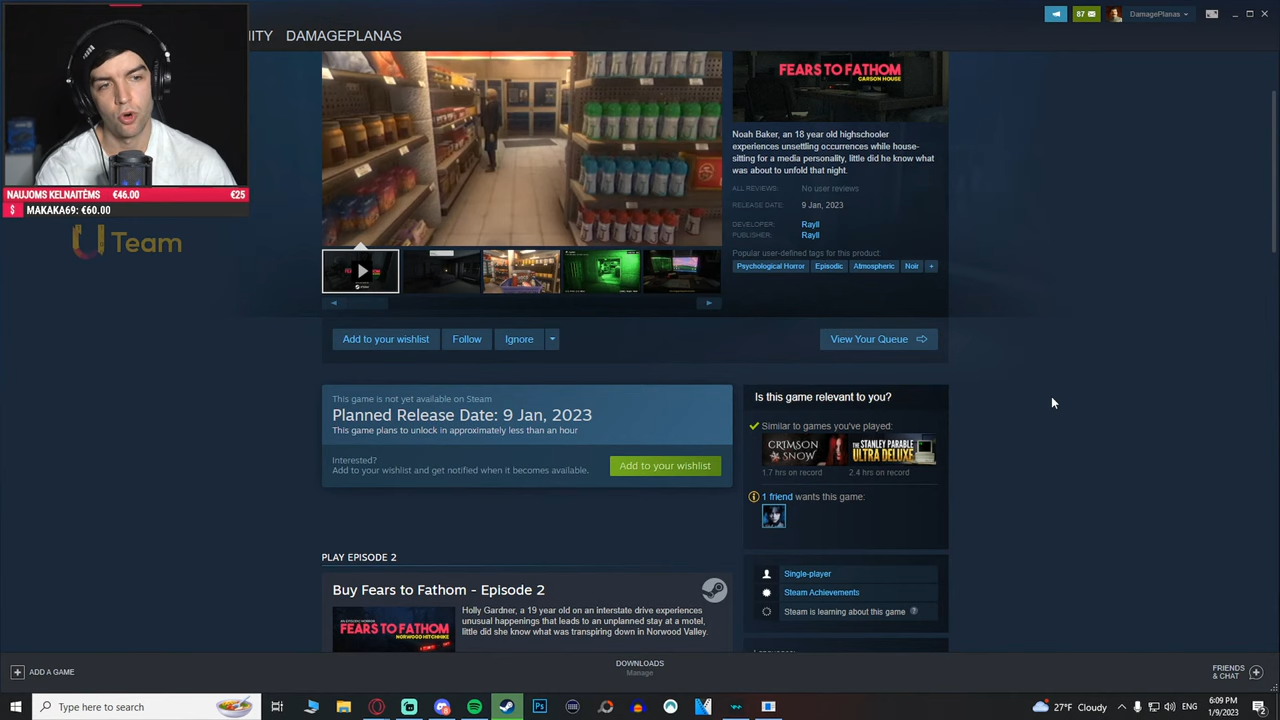 87
DamagePlanas
ITY DAMAGEPLANAS
FEARS TO FATHOM
CARSON HOUSE
Noah Baker, an 18 year old highschooler
experiences unsettling occurrences while house-
sitting for a media personality, little did he know
what was about to unfold that night.
ALL REVIEWS: No user reviews
RELEASE DATE: 9 Jan, 2023
DEVELOPER: Rayll
PUBLISHER: Rayll
Popular user-defined tags for this product:
Psychological Horror Episodic Atmospheric Noir +
NAUJOMS KELNAITĖMS €46.00 €25
$ MAKAKA69: €60.00
U Team
Add to your wishlist Follow Ignore
View Your Queue
This game is not yet available on Steam
Planned Release Date: 9 Jan, 2023
This game plans to unlock in approximately less than an hour
Interested?
Add to your wishlist and get notified when it becomes available.
Add to your wishlist
Is this game relevant to you?
Similar to games you've played:
CRIMSON SNOW
THE STANLEY PARABLE ULTRA DELUXE
1.7 hrs on record 2.4 hrs on record
1 friend wants this game:
Single-player
Steam Achievements
Steam is learning about this game ?
PLAY EPISODE 2
Buy Fears to Fathom - Episode 2
AN EPISODIC HORROR
FEARS TO FATHOM
NORWOOD HITCHHIKE
Holly Gardner, a 19 year old on an interstate drive experiences
unusual happenings that leads to an unplanned stay at a motel,
little did she know what was transpiring down in Norwood Valley.
ADD A GAME
DOWNLOADS
Manage
FRIENDS
& CHAT
Type here to search
Ps
27°F Cloudy
ENG
6:09 PM
1/9/2023